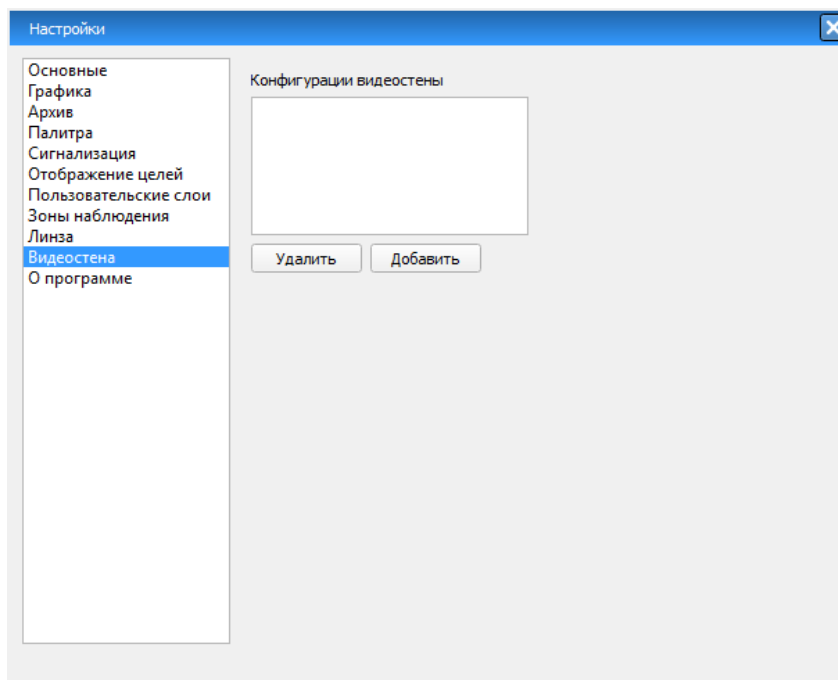 Настройки
Основные
Графика
Архив
Палитра
Сигнализация
Отображение целей
Пользовательские слои
Зоны наблюдения
Линза
Видеостена
О программе
Конфигурации видеостены
Удалить Добавить